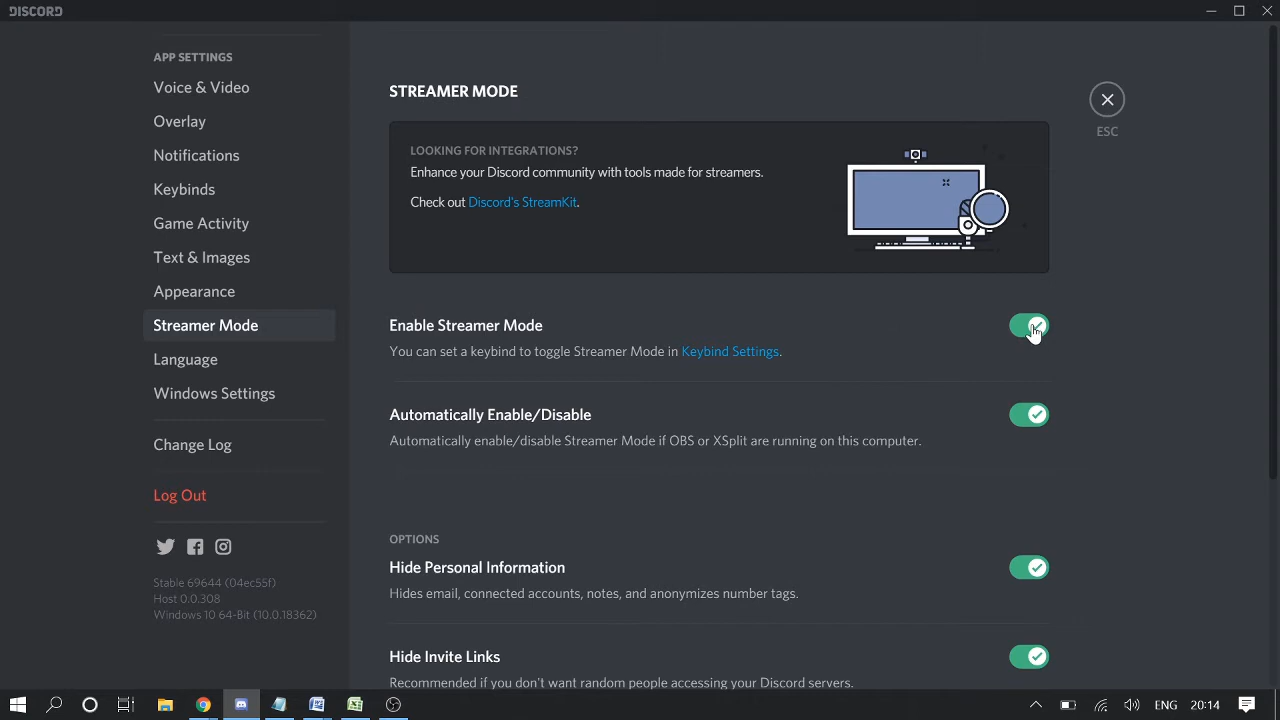 DISCORD
APP SETTINGS
Voice & Video
Overlay
Notifications
Keybinds
Game Activity
Text & Images
Appearance
Streamer Mode
Language
Windows Settings
Change Log
Log Out
Stable 69644 (04ec55f)
Host 0.0.308
Windows 10 64-Bit (10.0.18362)
STREAMER MODE
LOOKING FOR INTEGRATIONS?
Enhance your Discord community with tools made for streamers.
Check out Discord's StreamKit.
ESC
Enable Streamer Mode
You can set a keybind to toggle Streamer Mode in Keybind Settings.
Automatically Enable/Disable
Automatically enable/disable Streamer Mode if OBS or XSplit are running on this computer.
OPTIONS
Hide Personal Information
Hides email, connected accounts, notes, and anonymizes number tags.
Hide Invite Links
Recommended if you don't want random people accessing your Discord servers.
ENG
20:14